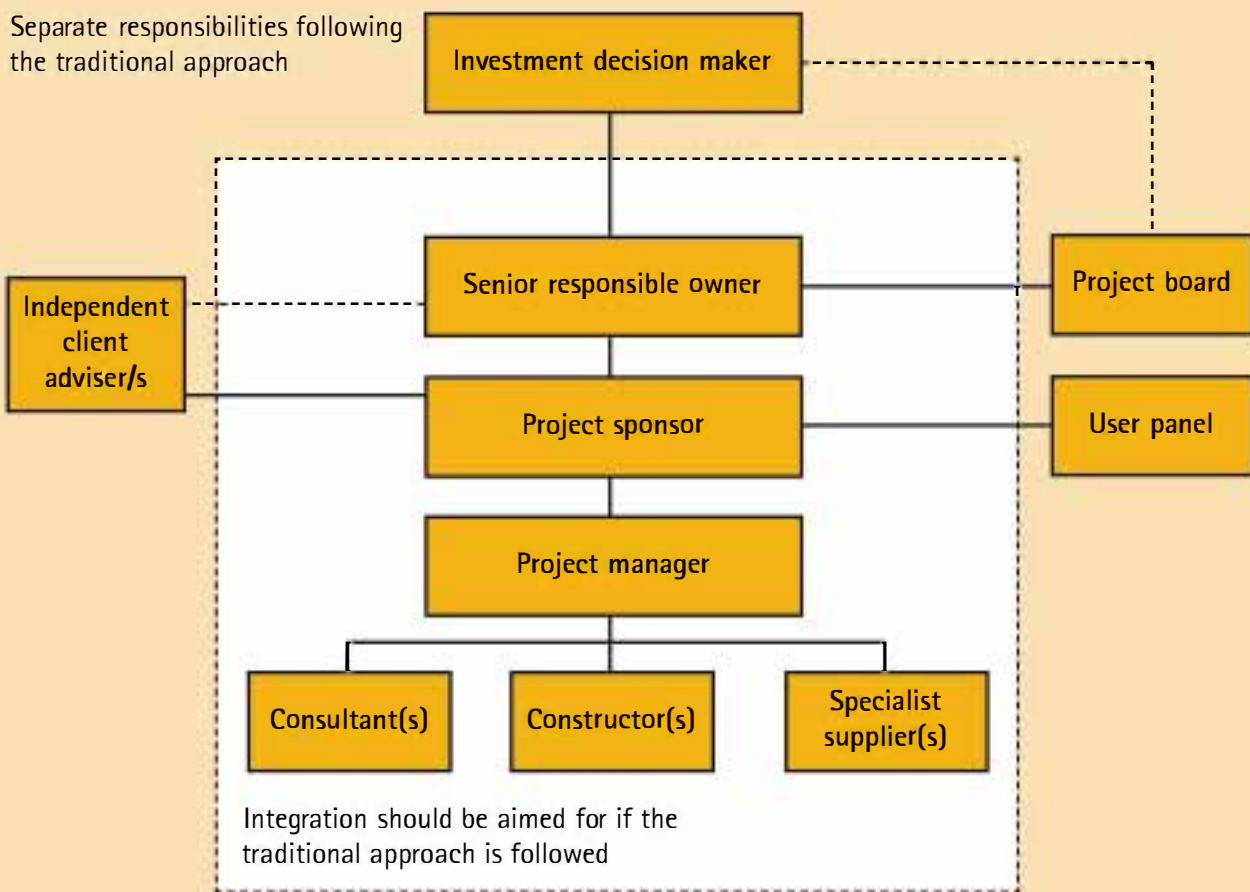 Separate responsibilities following
the traditional approach
Investment decision maker
Senior responsible owner
Project board
Independent
client
adviser/s
Project sponsor
User panel
Project manager
Consultant(s)
Constructor(s)
Specialist
supplier(s)
Integration should be aimed for if the
traditional approach is followed